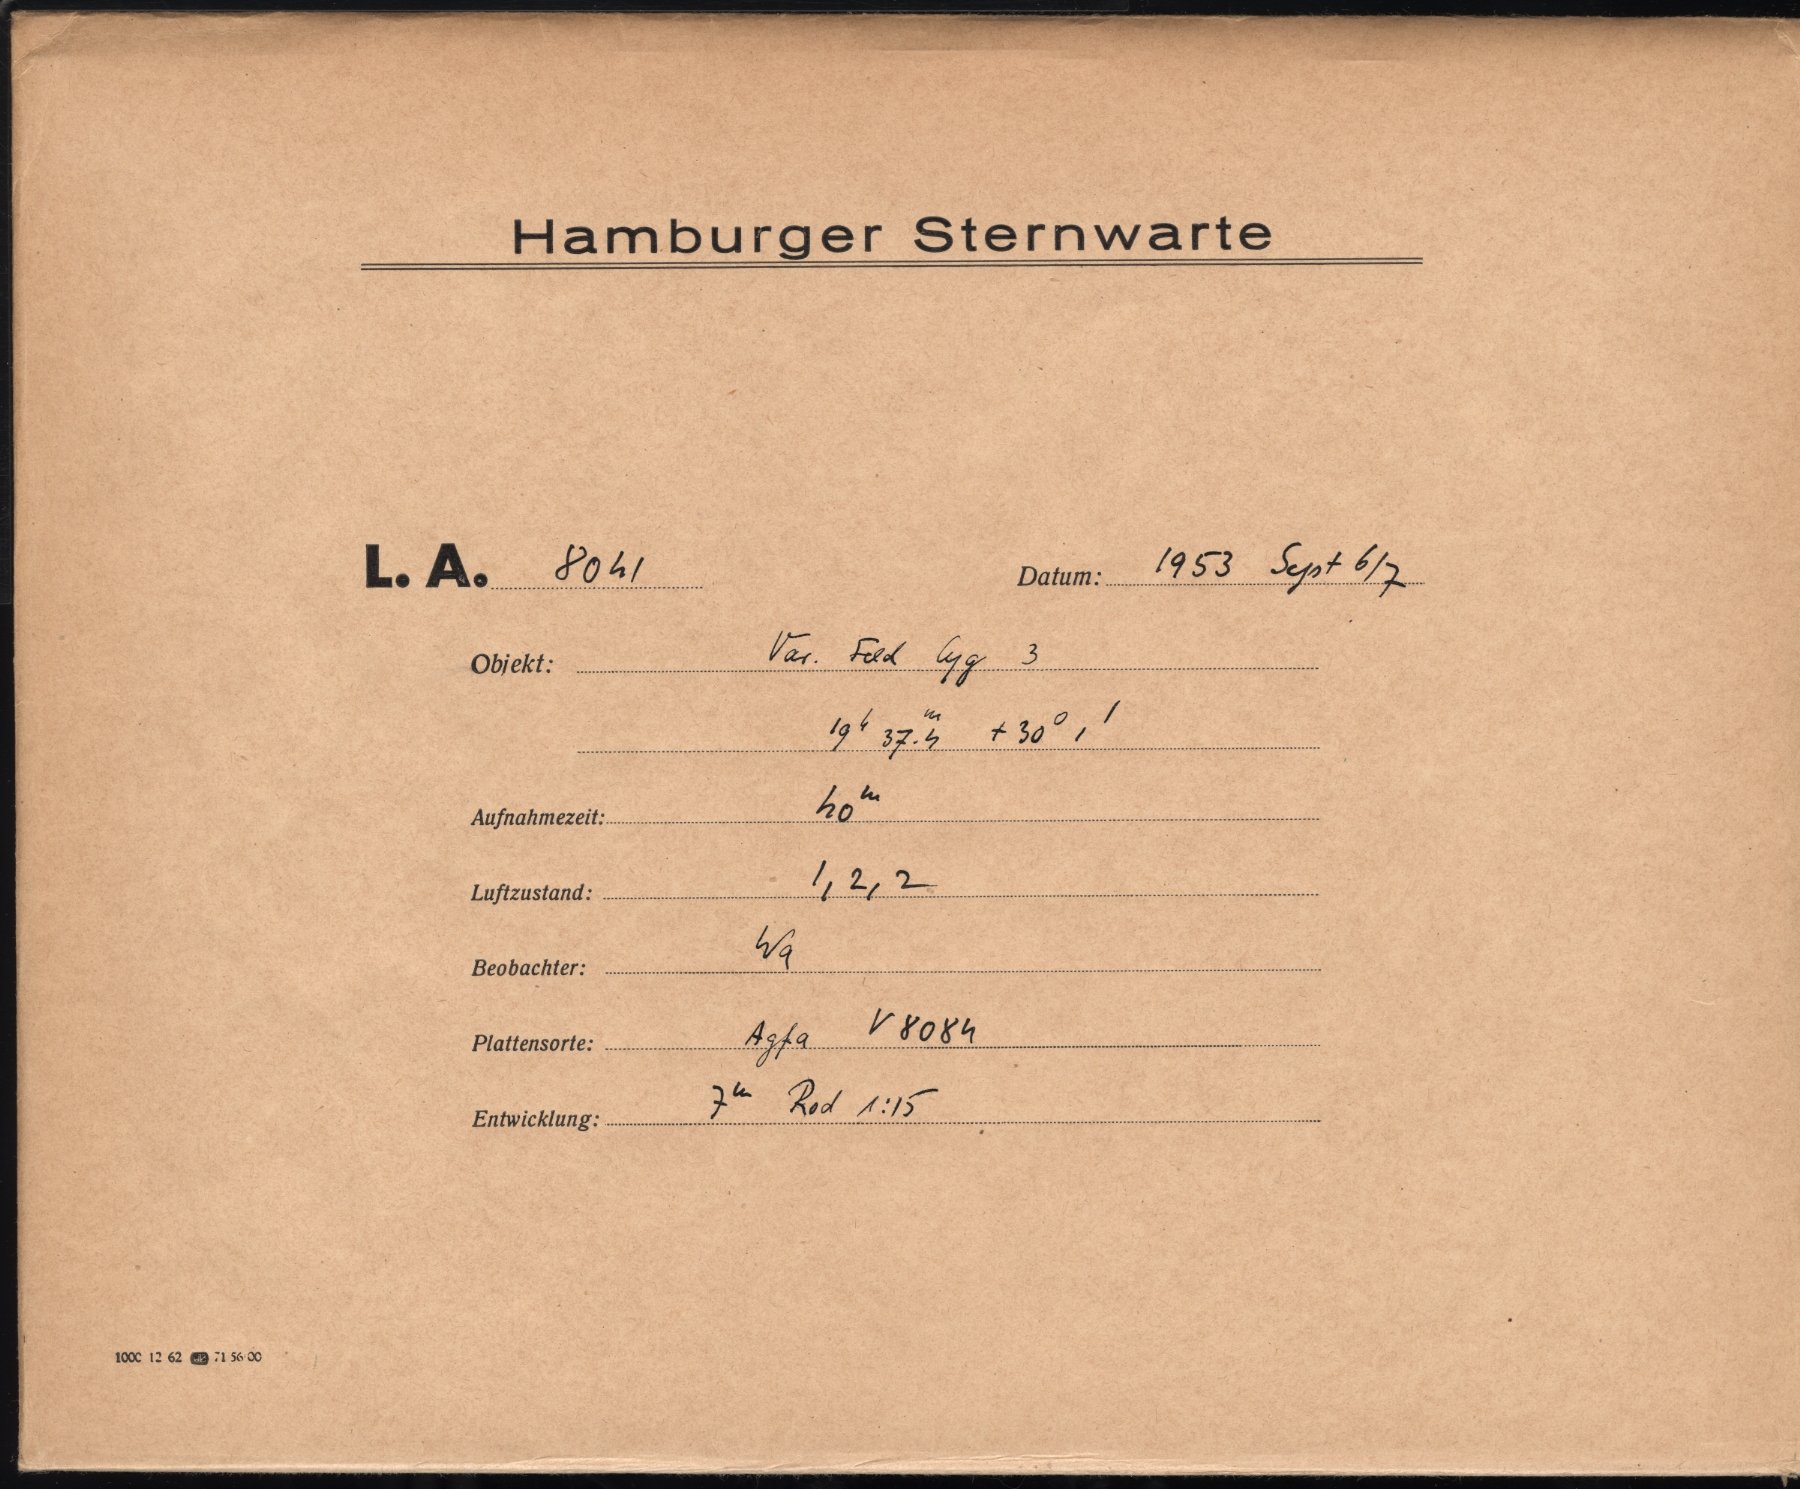 Hamburger Sternwarte
L. A. 8041 Datum: 1953 Sept 6/7
Objekt: Var. Feld Cyg 3
19h 37.4m +30° 1'
Aufnahmezeit: 40m
Luftzustand: 1, 2, 2
Beobachter: Wa
Plattensorte: Agfa V 8084
Entwicklung: 7m Rod 1:15
1000 12 62 71 56 00